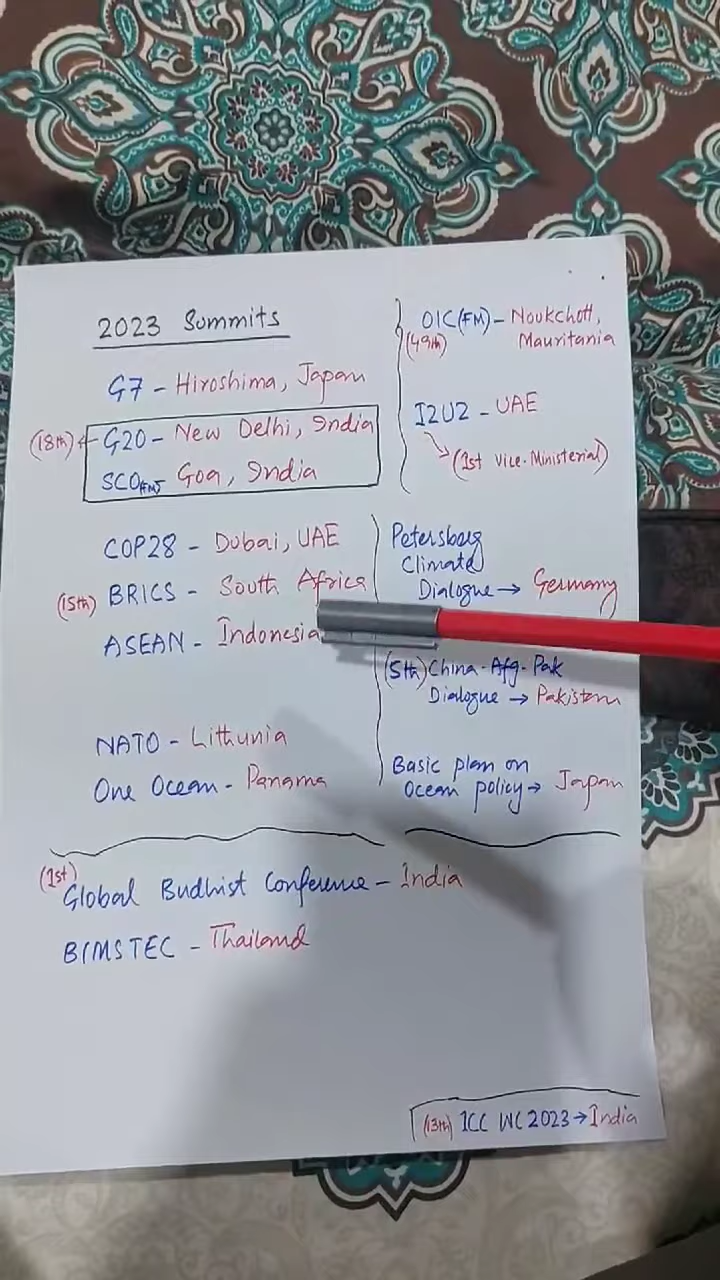 2023 Summits
G7 - Hiroshima, Japan
(18th) G20 - New Delhi, India
SCO(FM) Goa, India
COP28 - Dubai, UAE
(15th) BRICS - South Africa
ASEAN - Indonesia
NATO - Lithunia
One Ocean - Panama
OIC(FM) - Noukchott,
(49th) Mauritania
I2U2 - UAE
(1st Vice-Ministerial)
Petersberg
Climate
Dialogue → Germany
(5th) China-Afg-Pak
Dialogue → Pakistan
Basic plan on
Ocean policy → Japan
(1st)
Global Budhist Conference - India
BIMSTEC - Thailand
(13th) ICC WC 2023 → India